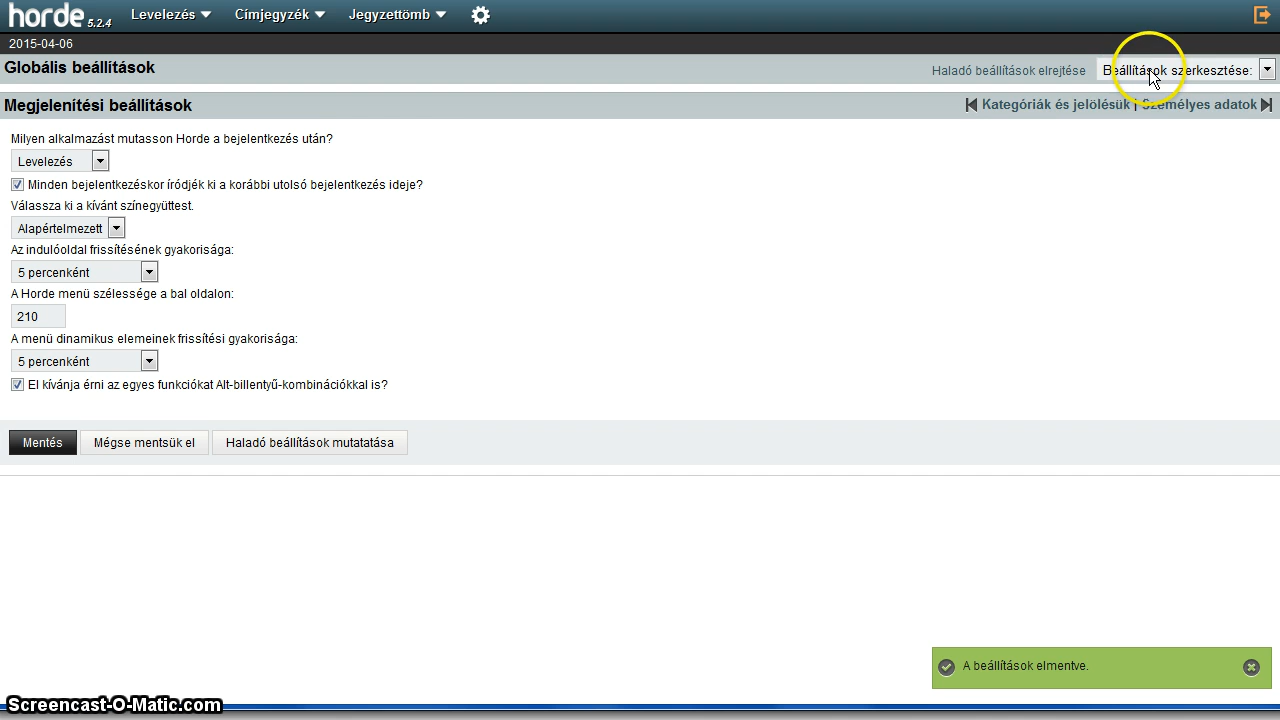 horde 5.2.4 Levelezés Címjegyzék Jegyzettömb
2015-04-06
Globális beállítások Haladó beállítások elrejtése Beállítások szerkesztése:
Megjelenítési beállítások Kategóriák és jelölésük | Személyes adatok
Milyen alkalmazást mutasson Horde a bejelentkezés után?
Levelezés
Minden bejelentkezéskor íródjék ki a korábbi utolsó bejelentkezés ideje?
Válassza ki a kívánt színegyüttest.
Alapértelmezett
Az indulóoldal frissítésének gyakorisága:
5 percenként
A Horde menü szélessége a bal oldalon:
210
A menü dinamikus elemeinek frissítési gyakorisága:
5 percenként
El kívánja érni az egyes funkciókat Alt-billentyű-kombinációkkal is?
Mentés Mégse mentsük el Haladó beállítások mutatatása
A beállítások elmentve.
Screencast-O-Matic.com